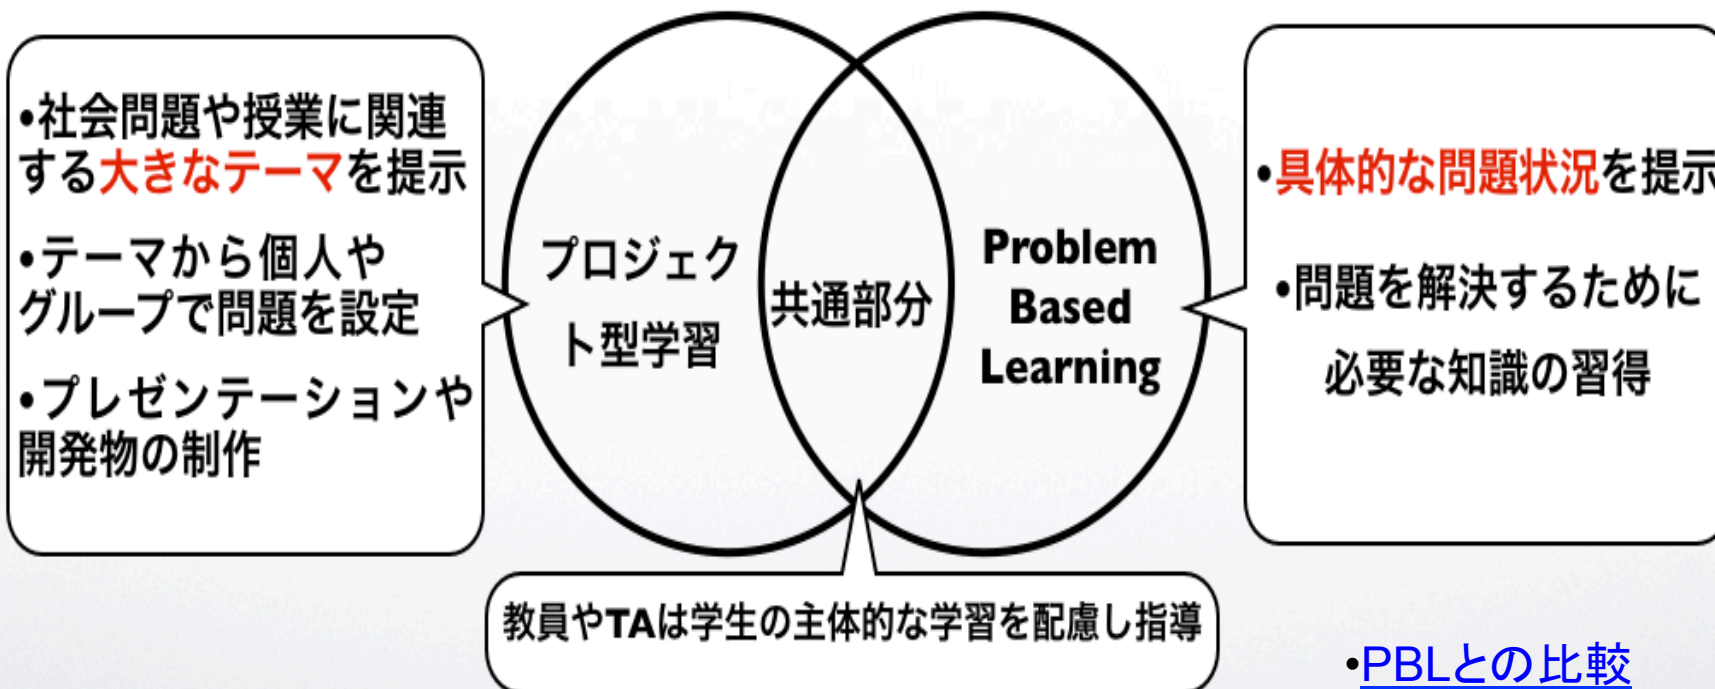 •社会問題や授業に関連
する大きなテーマを提示
•テーマから個人や
グループで問題を設定
•プレゼンテーションや
開発物の制作
プロジェク
ト型学習
共通部分
Problem
Based
Learning
•具体的な問題状況を提示
•問題を解決するために
必要な知識の習得
教員やTAは学生の主体的な学習を配慮し指導
•PBLとの比較